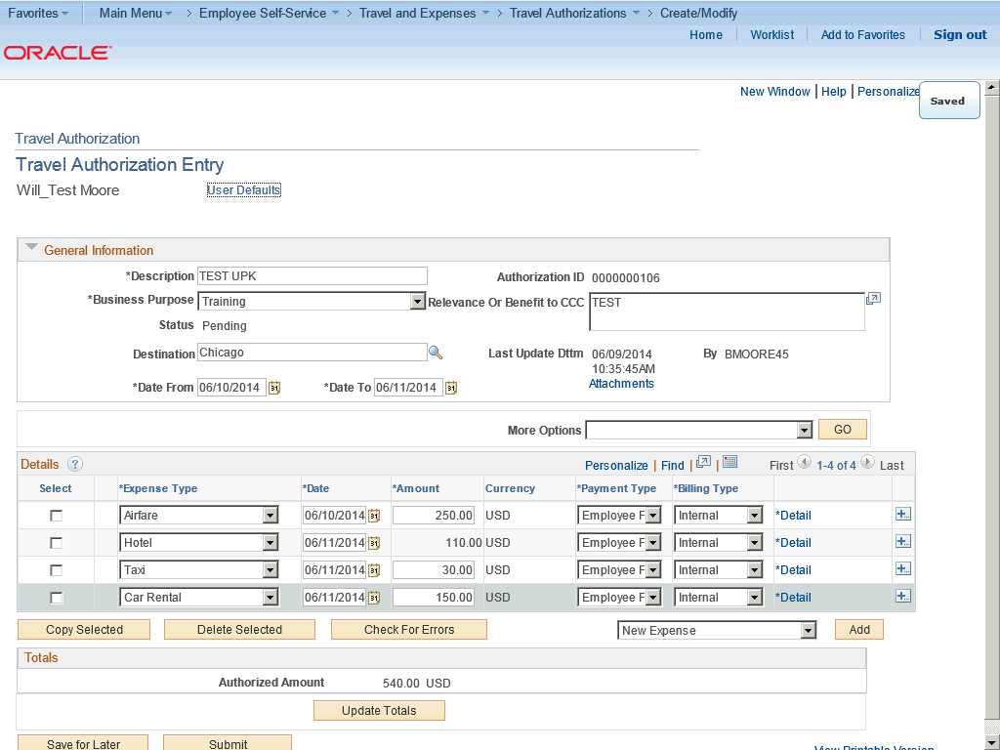 Favorites Main Menu > Employee Self-Service > Travel and Expenses > Travel Authorizations > Create/Modify
Home Worklist Add to Favorites Sign out
ORACLE
New Window | Help | Personalize
Saved
Travel Authorization
Travel Authorization Entry
Will_Test Moore User Defaults
General Information
*Description TEST UPK Authorization ID 0000000106
*Business Purpose Training Relevance Or Benefit to CCC TEST
Status Pending
Destination Chicago Last Update Dttm 06/09/2014 By BMOORE45
10:35:45AM
Attachments
*Date From 06/10/2014 31 *Date To 06/11/2014 31
More Options GO
Details ? Personalize | Find | | First 1-4 of 4 Last
Select *Expense Type *Date *Amount Currency *Payment Type *Billing Type
Airfare 06/10/2014 31 250.00 USD Employee F Internal *Detail +
Hotel 06/11/2014 31 110.00 USD Employee F Internal *Detail +
Taxi 06/11/2014 31 30.00 USD Employee F Internal *Detail +
Car Rental 06/11/2014 31 150.00 USD Employee F Internal *Detail +
Copy Selected Delete Selected Check For Errors New Expense Add
Totals
Authorized Amount 540.00 USD
Update Totals
Save for Later Submit View Printable Version